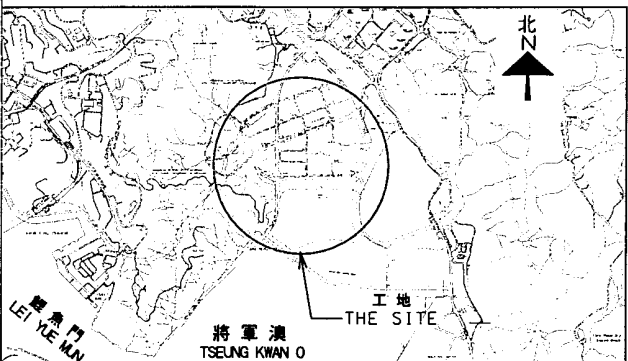 北
N
鯉魚門
LEI YUE MUN
將軍澳
TSEUNG KWAN O
工地
THE SITE